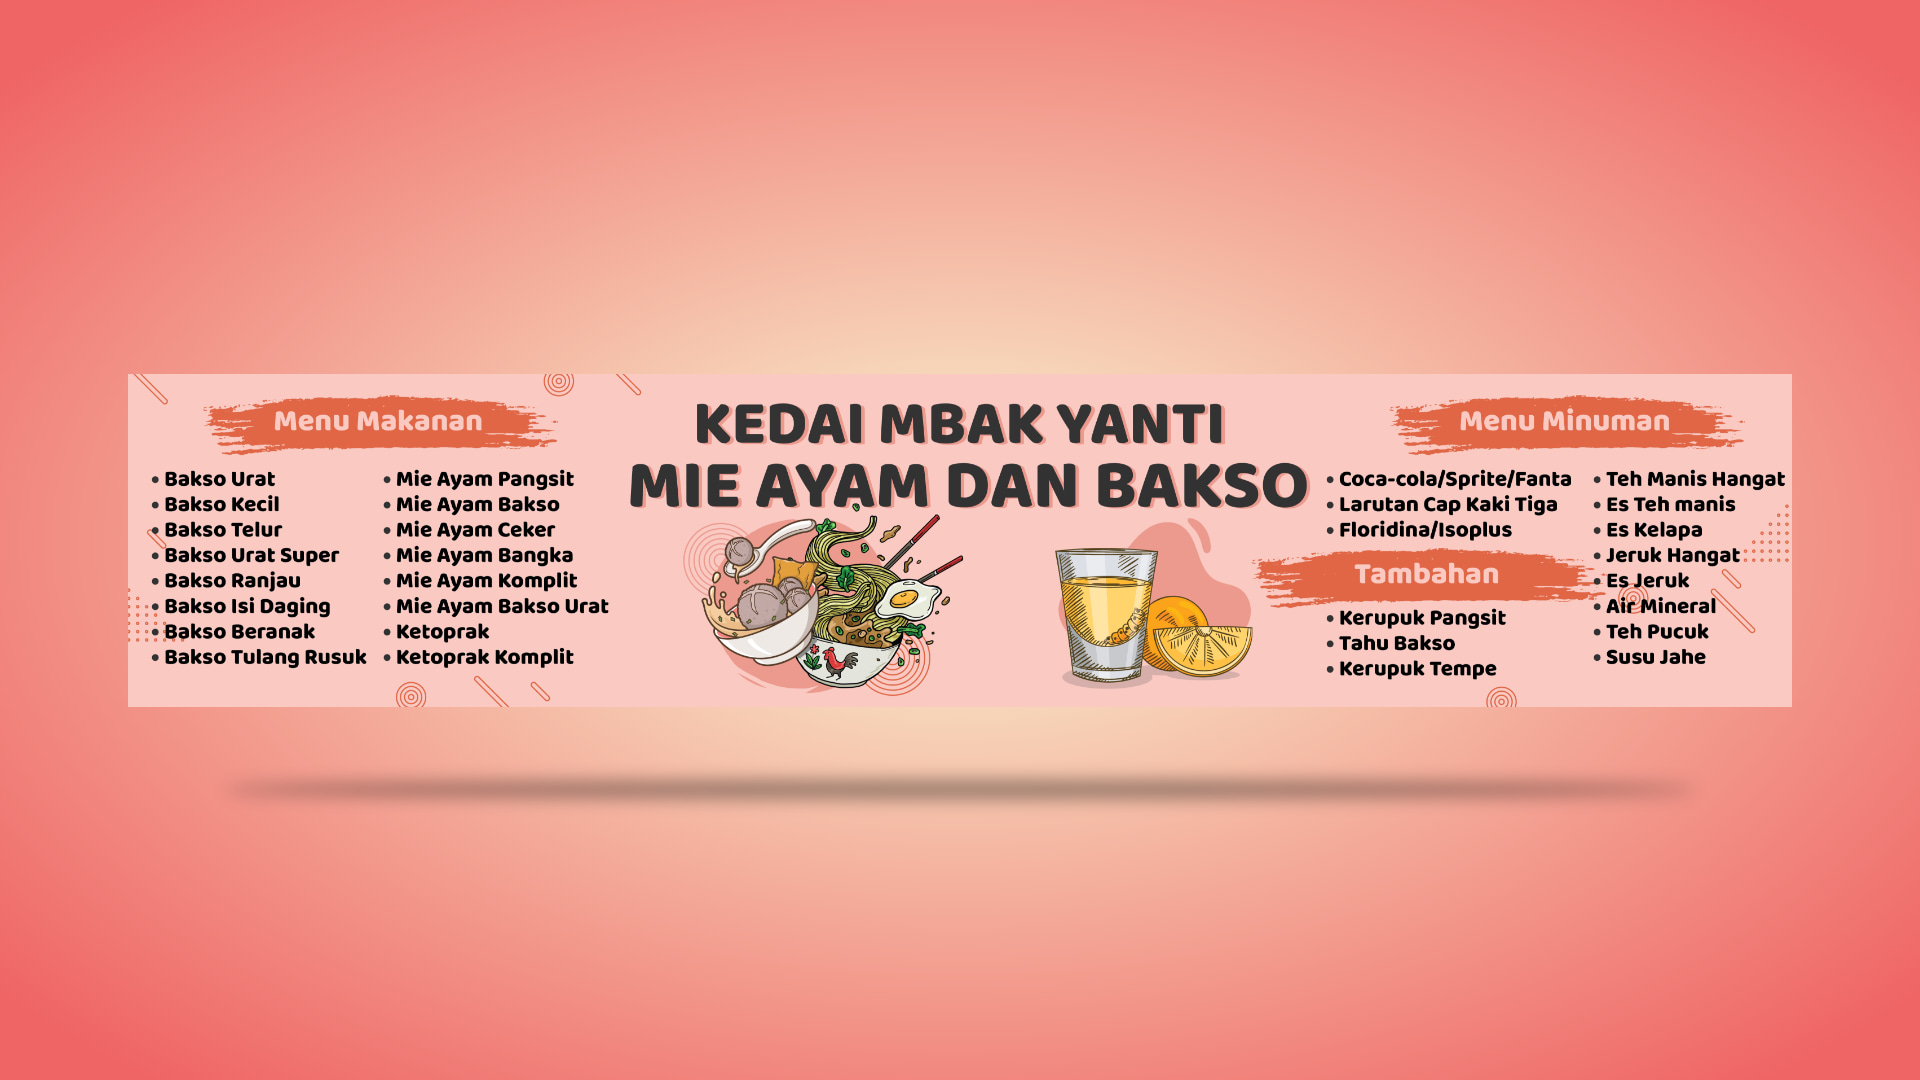 Menu Makanan
• Bakso Urat
• Bakso Kecil
• Bakso Telur
• Bakso Urat Super
• Bakso Ranjau
• Bakso Isi Daging
• Bakso Beranak
• Bakso Tulang Rusuk
• Mie Ayam Pangsit
• Mie Ayam Bakso
• Mie Ayam Ceker
• Mie Ayam Bangka
• Mie Ayam Komplit
• Mie Ayam Bakso Urat
• Ketoprak
• Ketoprak Komplit
KEDAI MBAK YANTI
MIE AYAM DAN BAKSO
Menu Minuman
• Coca-cola/Sprite/Fanta
• Larutan Cap Kaki Tiga
• Floridina/Isoplus
Tambahan
• Kerupuk Pangsit
• Tahu Bakso
• Kerupuk Tempe
• Teh Manis Hangat
• Es Teh manis
• Es Kelapa
• Jeruk Hangat
• Es Jeruk
• Air Mineral
• Teh Pucuk
• Susu Jahe